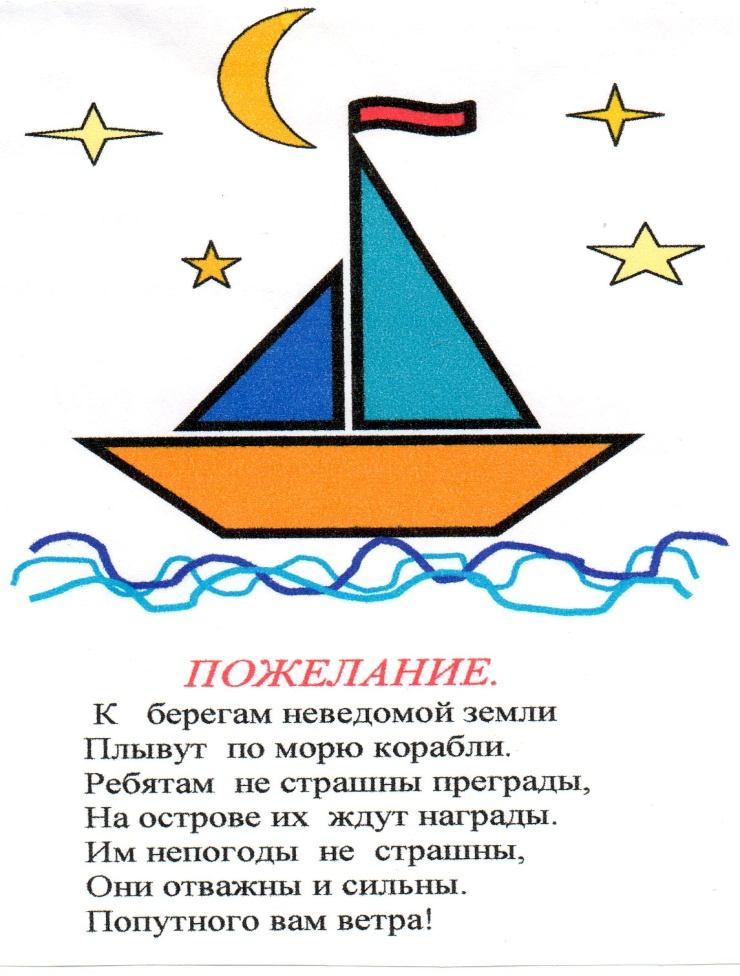 ПОЖЕЛАНИЕ.
К берегам неведомой земли
Плывут по морю корабли.
Ребятам не страшны преграды,
На острове их ждут награды.
Им непогоды не страшны,
Они отважны и сильны.
Попутного вам ветра!